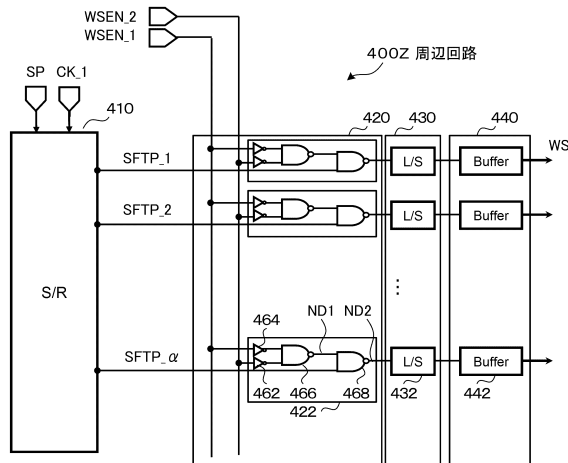 WSEN_2
WSEN_1
400Z 周辺回路
SP CK_1
410
420 430 440
SFTP_1
L/S
Buffer
WS
SFTP_2
L/S
Buffer
S/R
⋮
ND1 ND2
464
SFTP_α
L/S
Buffer
462 466 468 432 442
422